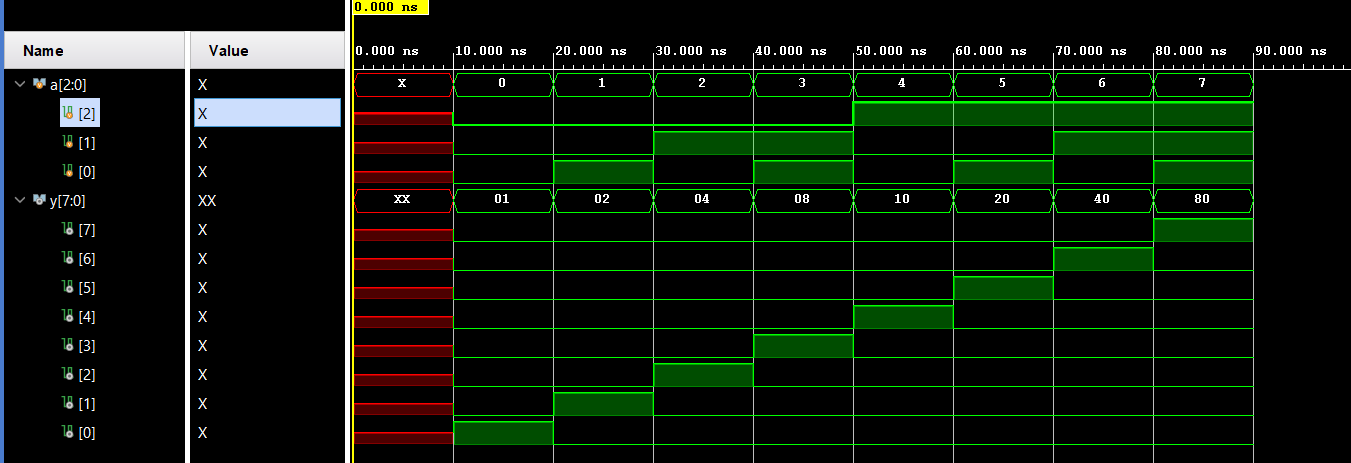 0.000 ns
Name Value
0.000 ns 10.000 ns 20.000 ns 30.000 ns 40.000 ns 50.000 ns 60.000 ns 70.000 ns 80.000 ns 90.000 ns
a[2:0] X X 0 1 2 3 4 5 6 7
[2] X
[1] X
[0] X
y[7:0] XX XX 01 02 04 08 10 20 40 80
[7] X
[6] X
[5] X
[4] X
[3] X
[2] X
[1] X
[0] X